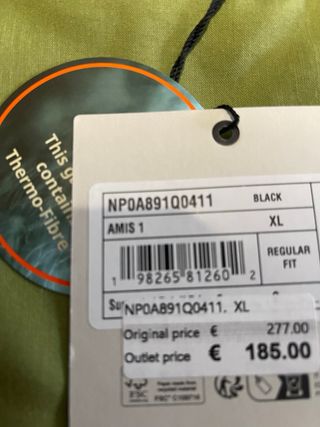 This g
contain
Thermo-Fibre
NP0A891Q0411 BLACK
AMIS 1 XL
REGULAR
FIT
1 98265 81260 2
NP0A891Q0411, XL
Original price € 277.00
Outlet price € 185.00
FSC